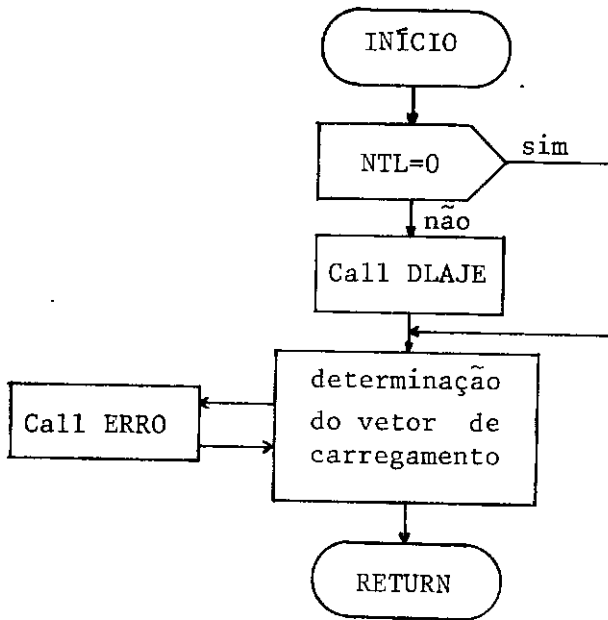 INÍCIO
NTL=0
sim
não
Call DLAJE
determinação
do vetor de
carregamento
Call ERRO
RETURN